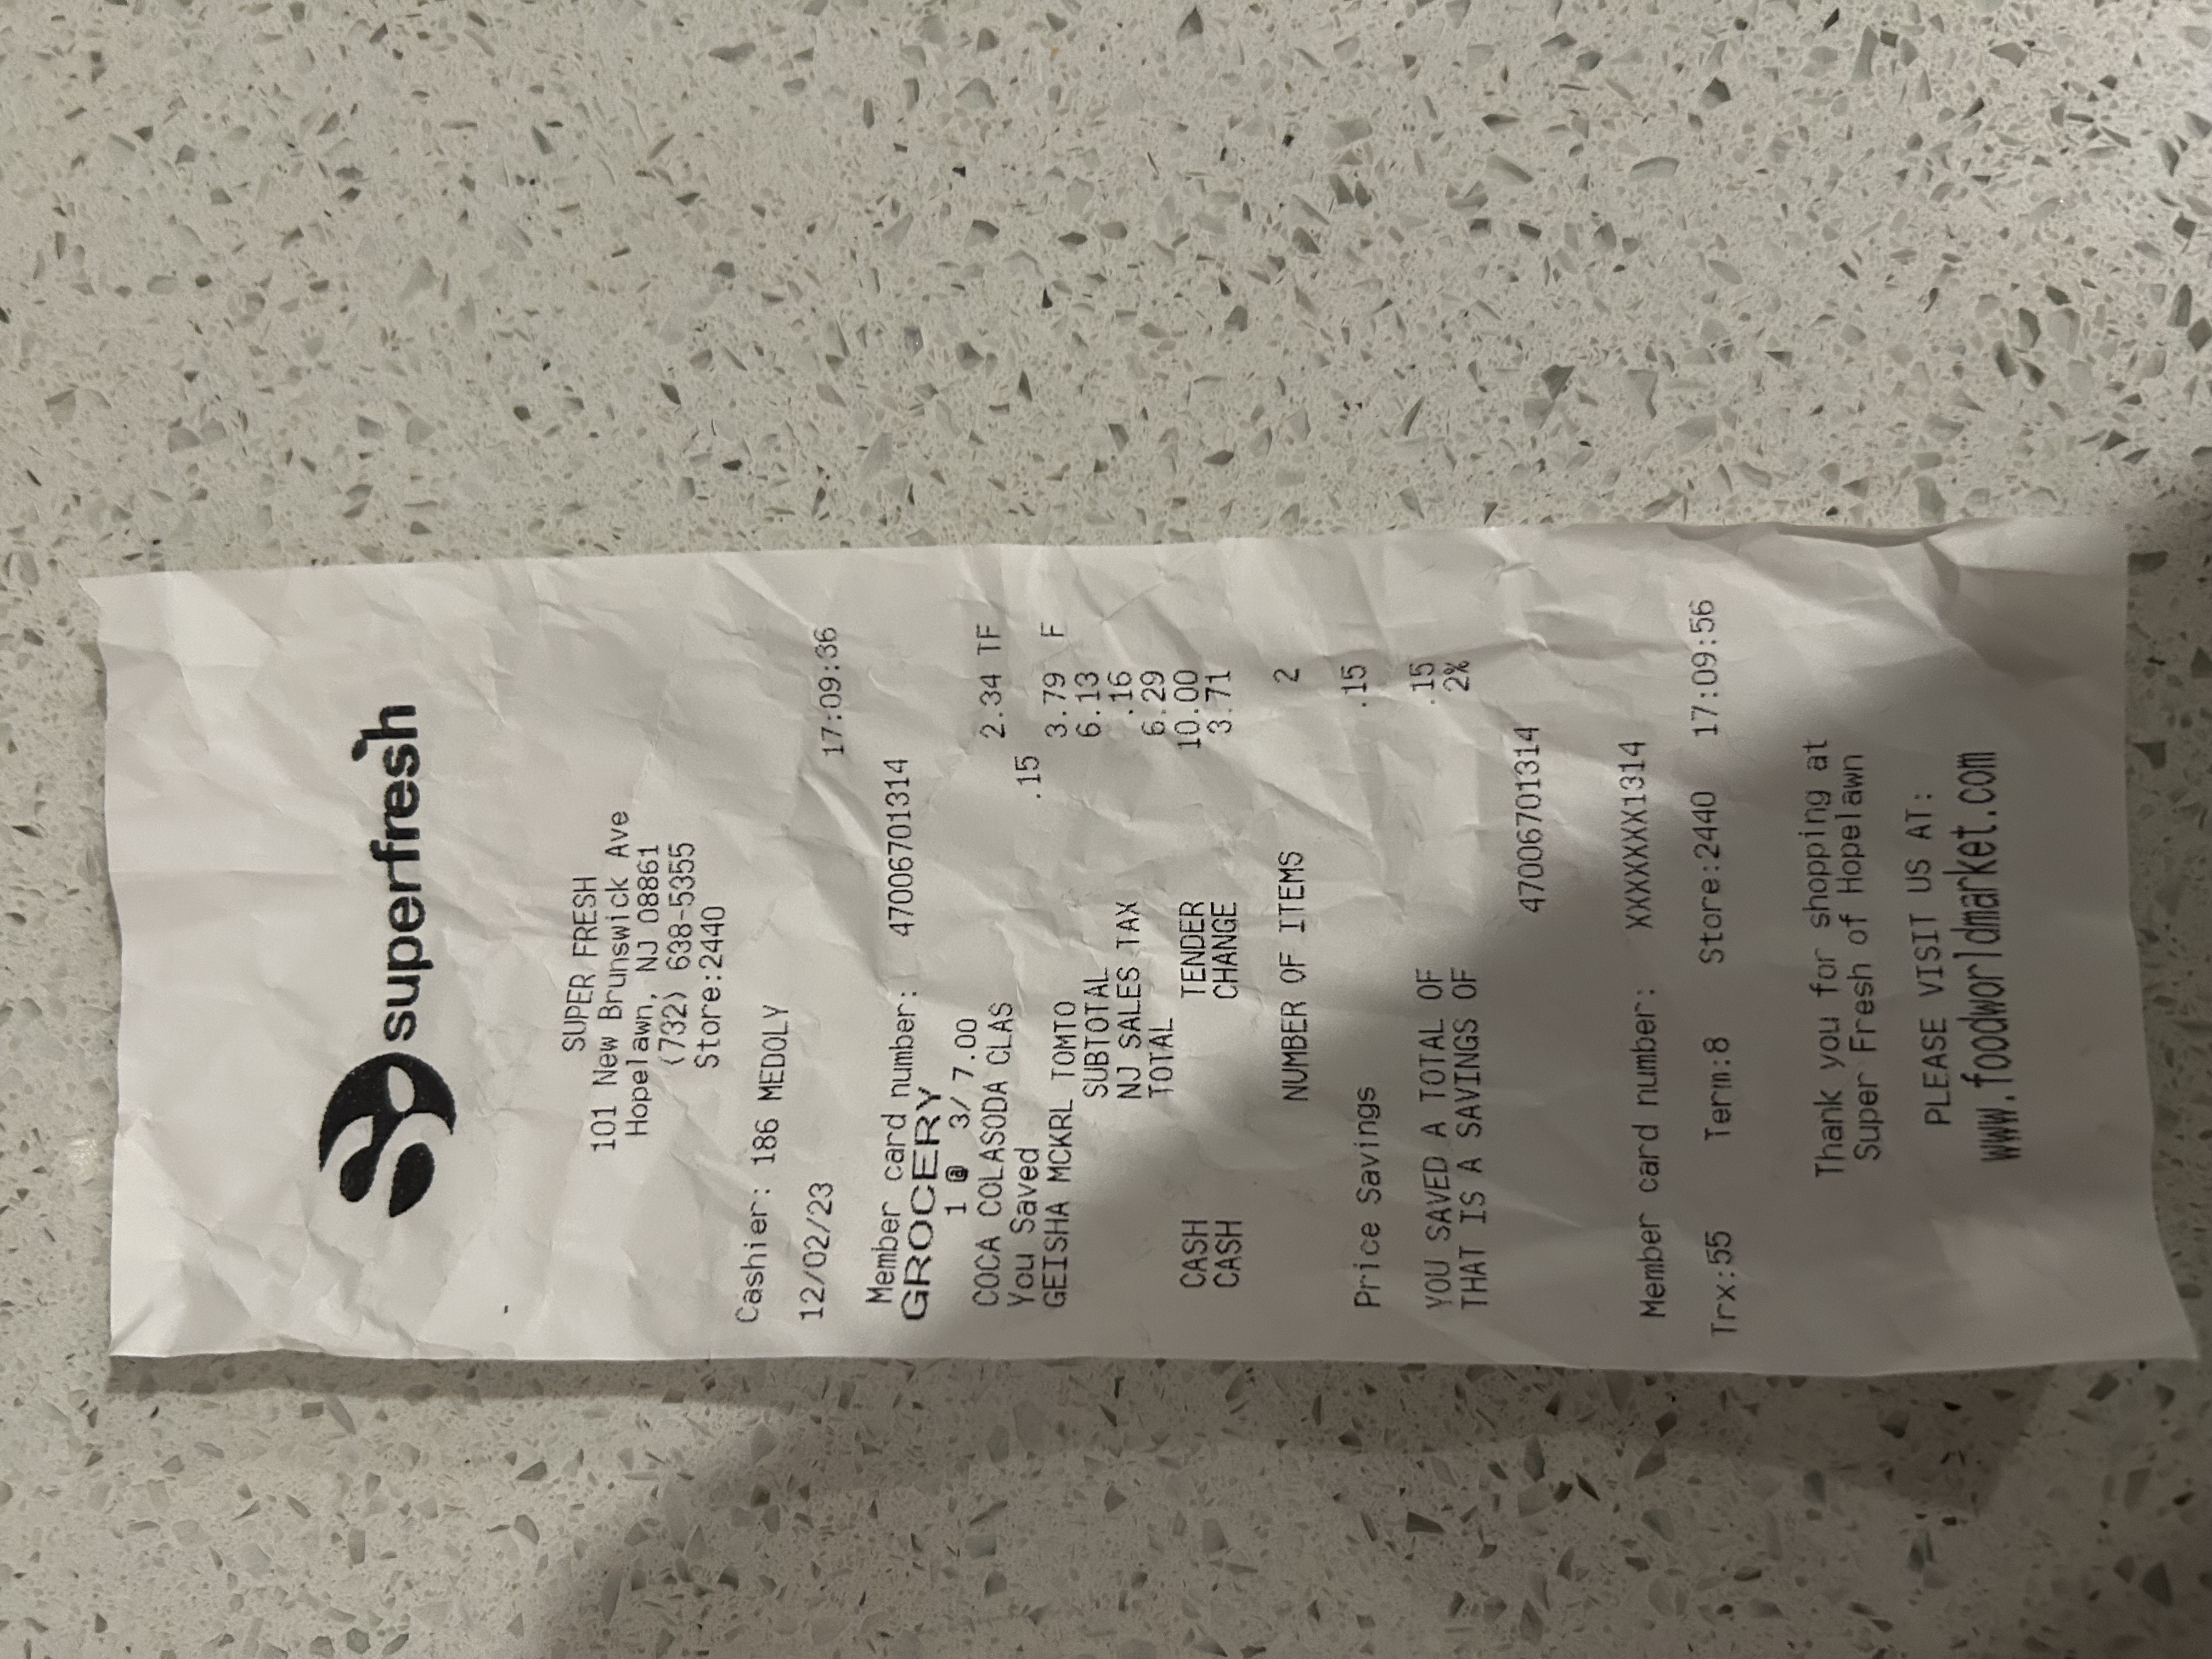 superfresh
SUPER FRESH
101 New Brunswick Ave
Hopelawn, NJ 08861
(732) 638-5355
Store:2440
Cashier: 186 MEDOLY
12/02/23 17:09:36
Member card number: 47006701314
GROCERY
1 @ 3/ 7.00
COCA COLASODA CLAS 2.34 TF
You Saved .15
GEISHA MCKRL TOMTO 3.79 F
SUBTOTAL 6.13
NJ SALES TAX .16
TOTAL 6.29
CASH TENDER 10.00
CASH CHANGE 3.71
NUMBER OF ITEMS 2
Price Savings .15
YOU SAVED A TOTAL OF .15
THAT IS A SAVINGS OF 2%
47006701314
Member card number: XXXXXXX1314
Trx:55 Term:8 Store:2440 17:09:56
Thank you for shopping at
Super Fresh of Hopelawn
PLEASE VISIT US AT:
www.foodworldmarket.com